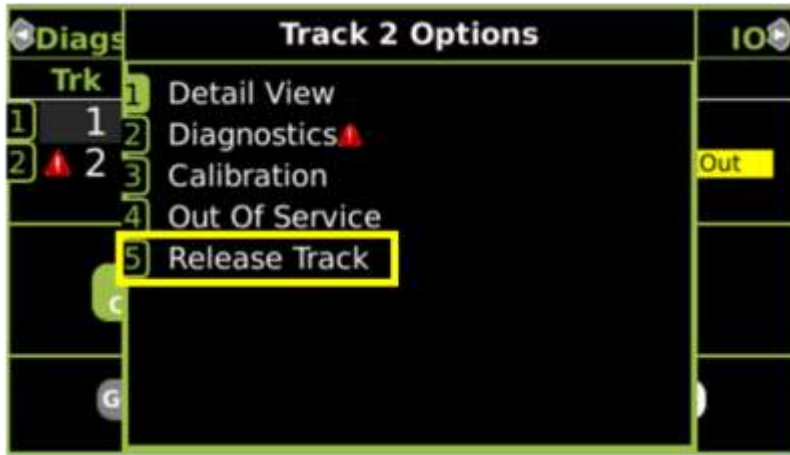 Diags
Track 2 Options
IO
Trk
1 1
2 2
1 Detail View
2 Diagnostics
3 Calibration
4 Out Of Service
5 Release Track
Out
G